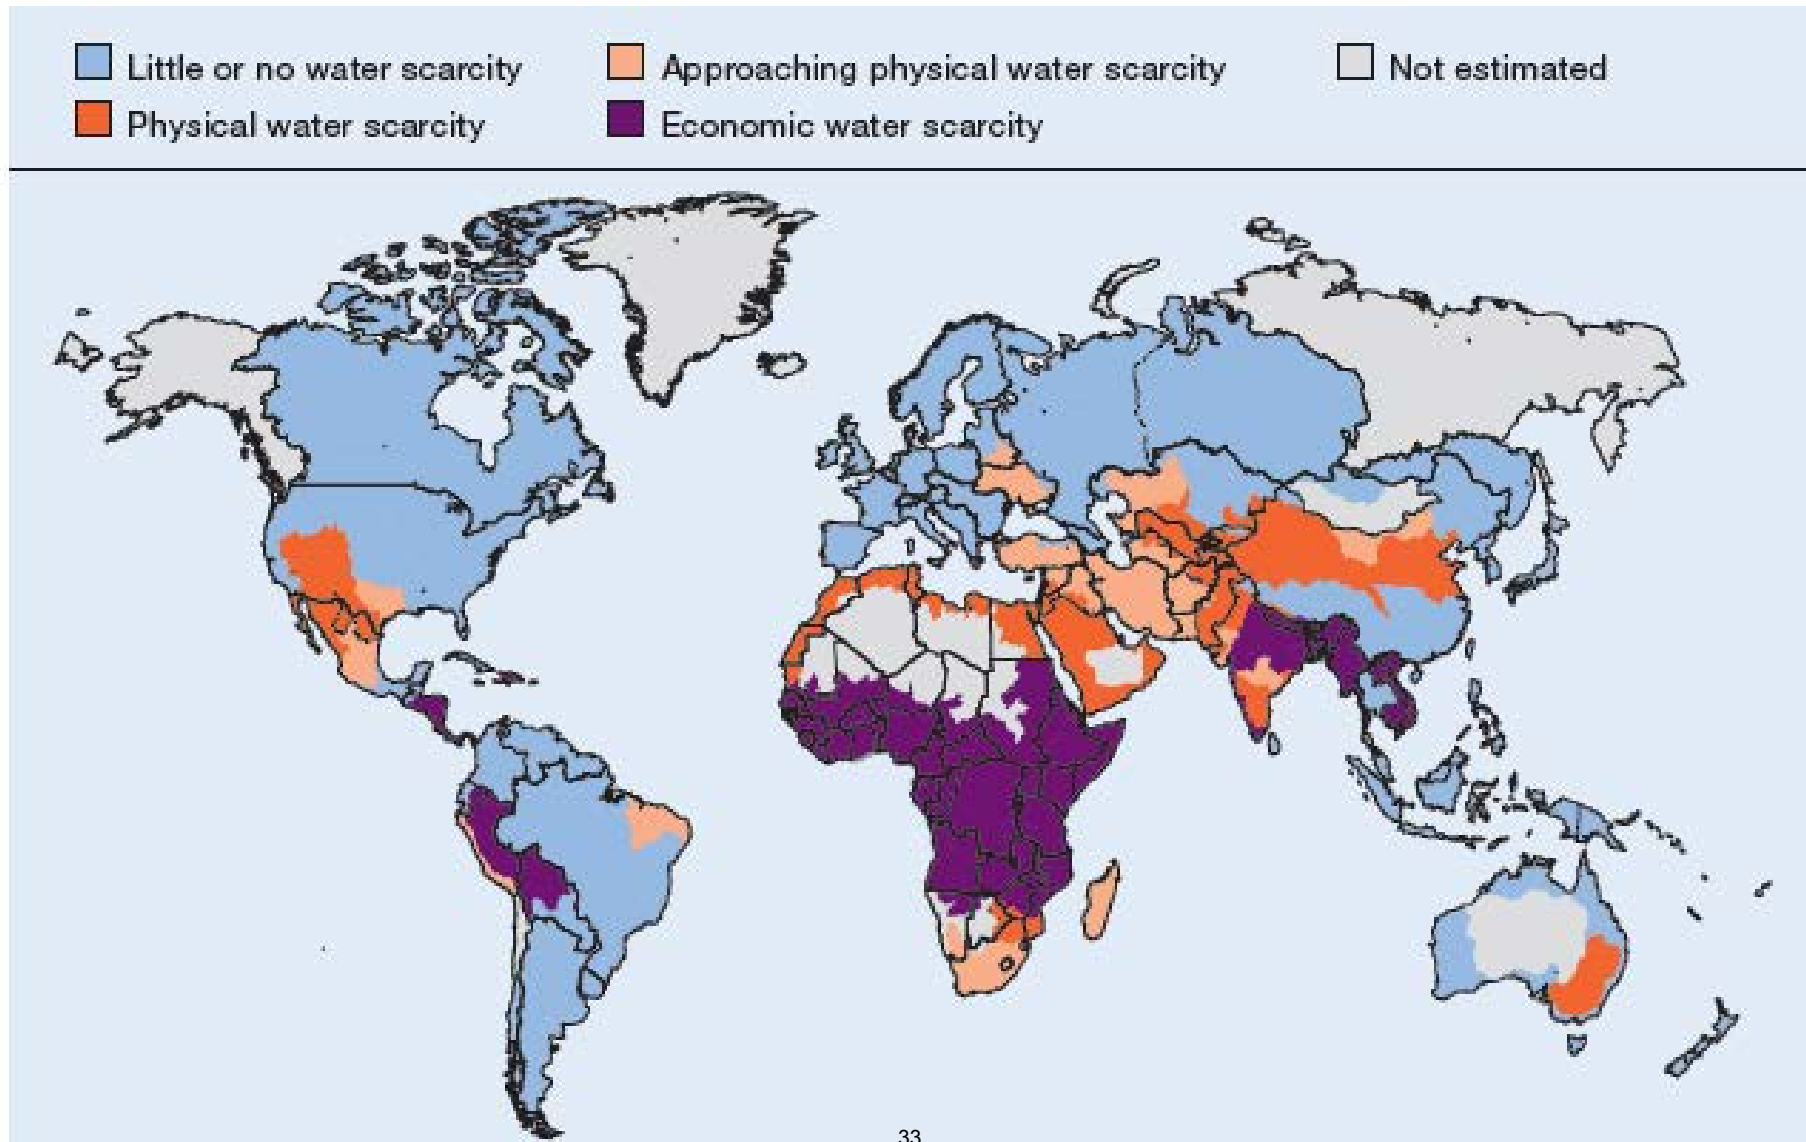 Little or no water scarcity
Approaching physical water scarcity
Not estimated
Physical water scarcity
Economic water scarcity
33